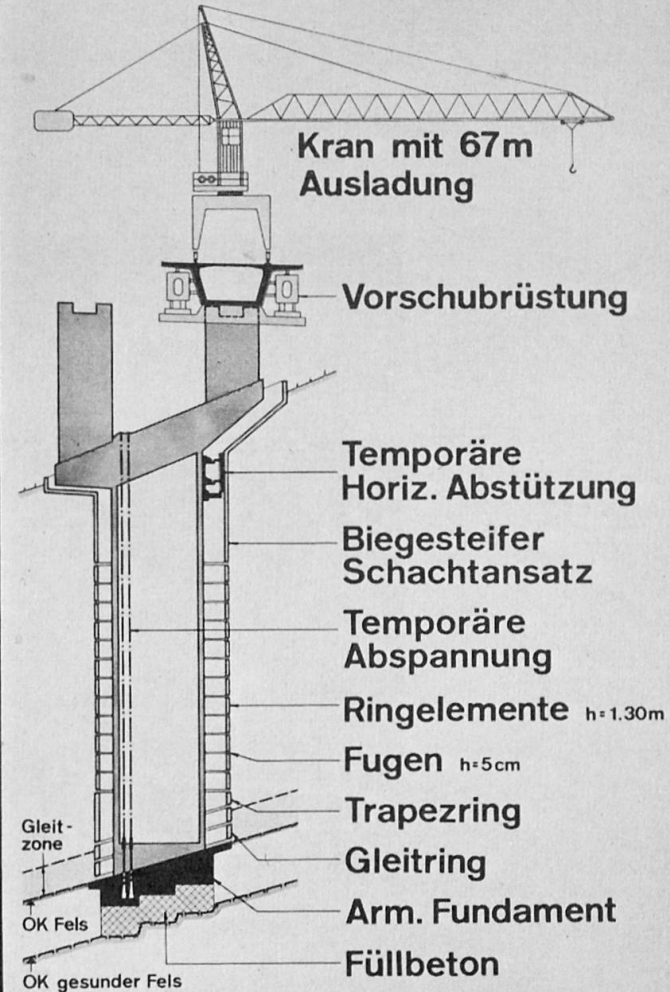 Kran mit 67m
Ausladung
Vorschubrüstung
Temporäre
Horiz. Abstützung
Biegesteifer
Schachtansatz
Temporäre
Abspannung
Ringelemente h=1.30m
Fugen h=5cm
Trapezring
Gleitring
Arm. Fundament
Füllbeton
Gleit-
zone
OK Fels
OK gesunder Fels